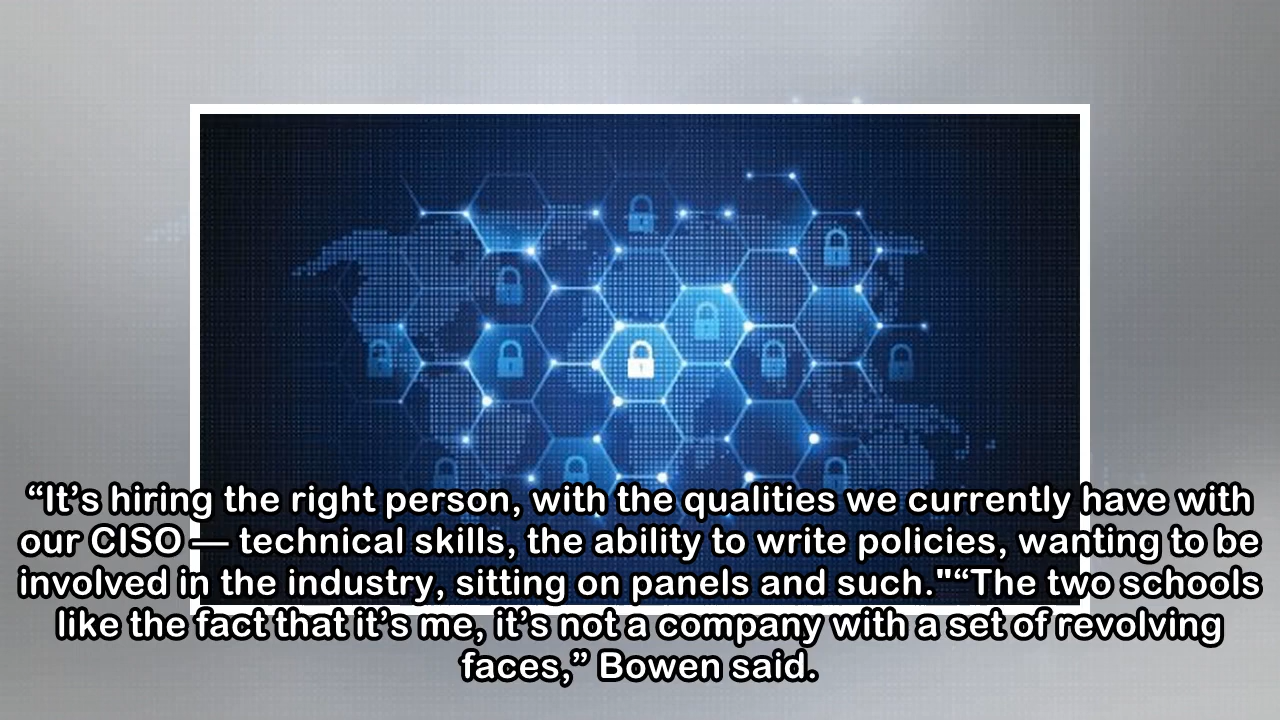 “It’s hiring the right person, with the qualities we currently have with
our CISO — technical skills, the ability to write policies, wanting to be
involved in the industry, sitting on panels and such."“The two schools
like the fact that it’s me, it’s not a company with a set of revolving
faces,” Bowen said.